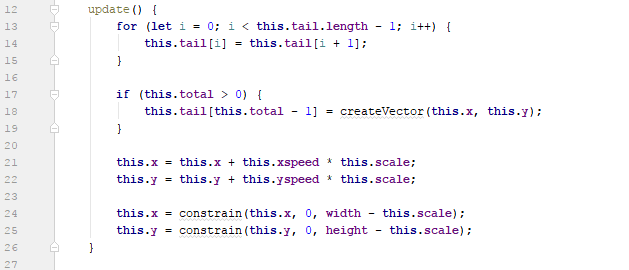 12 update() {
13 for (let i = 0; i < this.tail.length - 1; i++) {
14 this.tail[i] = this.tail[i + 1];
15 }
16
17 if (this.total > 0) {
18 this.tail[this.total - 1] = createVector(this.x, this.y);
19 }
20
21 this.x = this.x + this.xspeed * this.scale;
22 this.y = this.y + this.yspeed * this.scale;
23
24 this.x = constrain(this.x, 0, width - this.scale);
25 this.y = constrain(this.y, 0, height - this.scale);
26 }
27